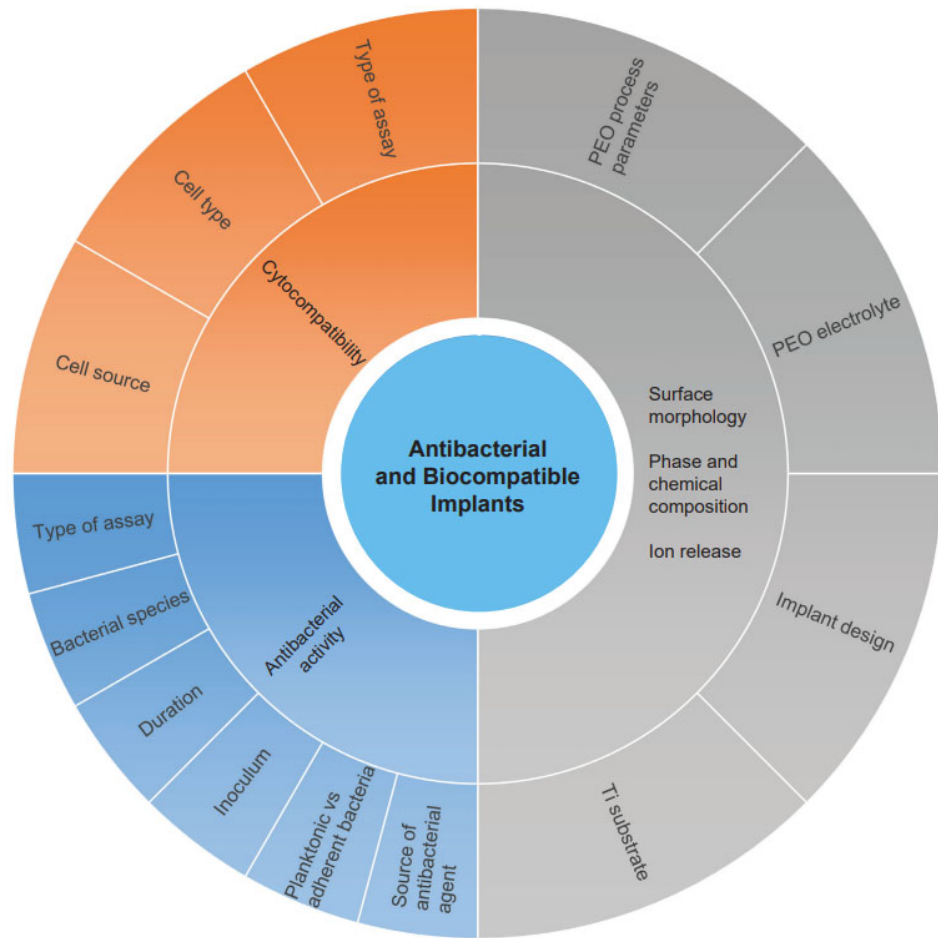 Antibacterial
and Biocompatible
Implants
Cytocompatibility
Type of assay
Cell type
Cell source
Antibacterial
activity
Type of assay
Bacterial species
Duration
Inoculum
Planktonic vs
adherent bacteria
Source of
antibacterial
agent
Surface
morphology
Phase and
chemical
composition
Ion release
PEO process
parameters
PEO electrolyte
Implant design
Ti substrate